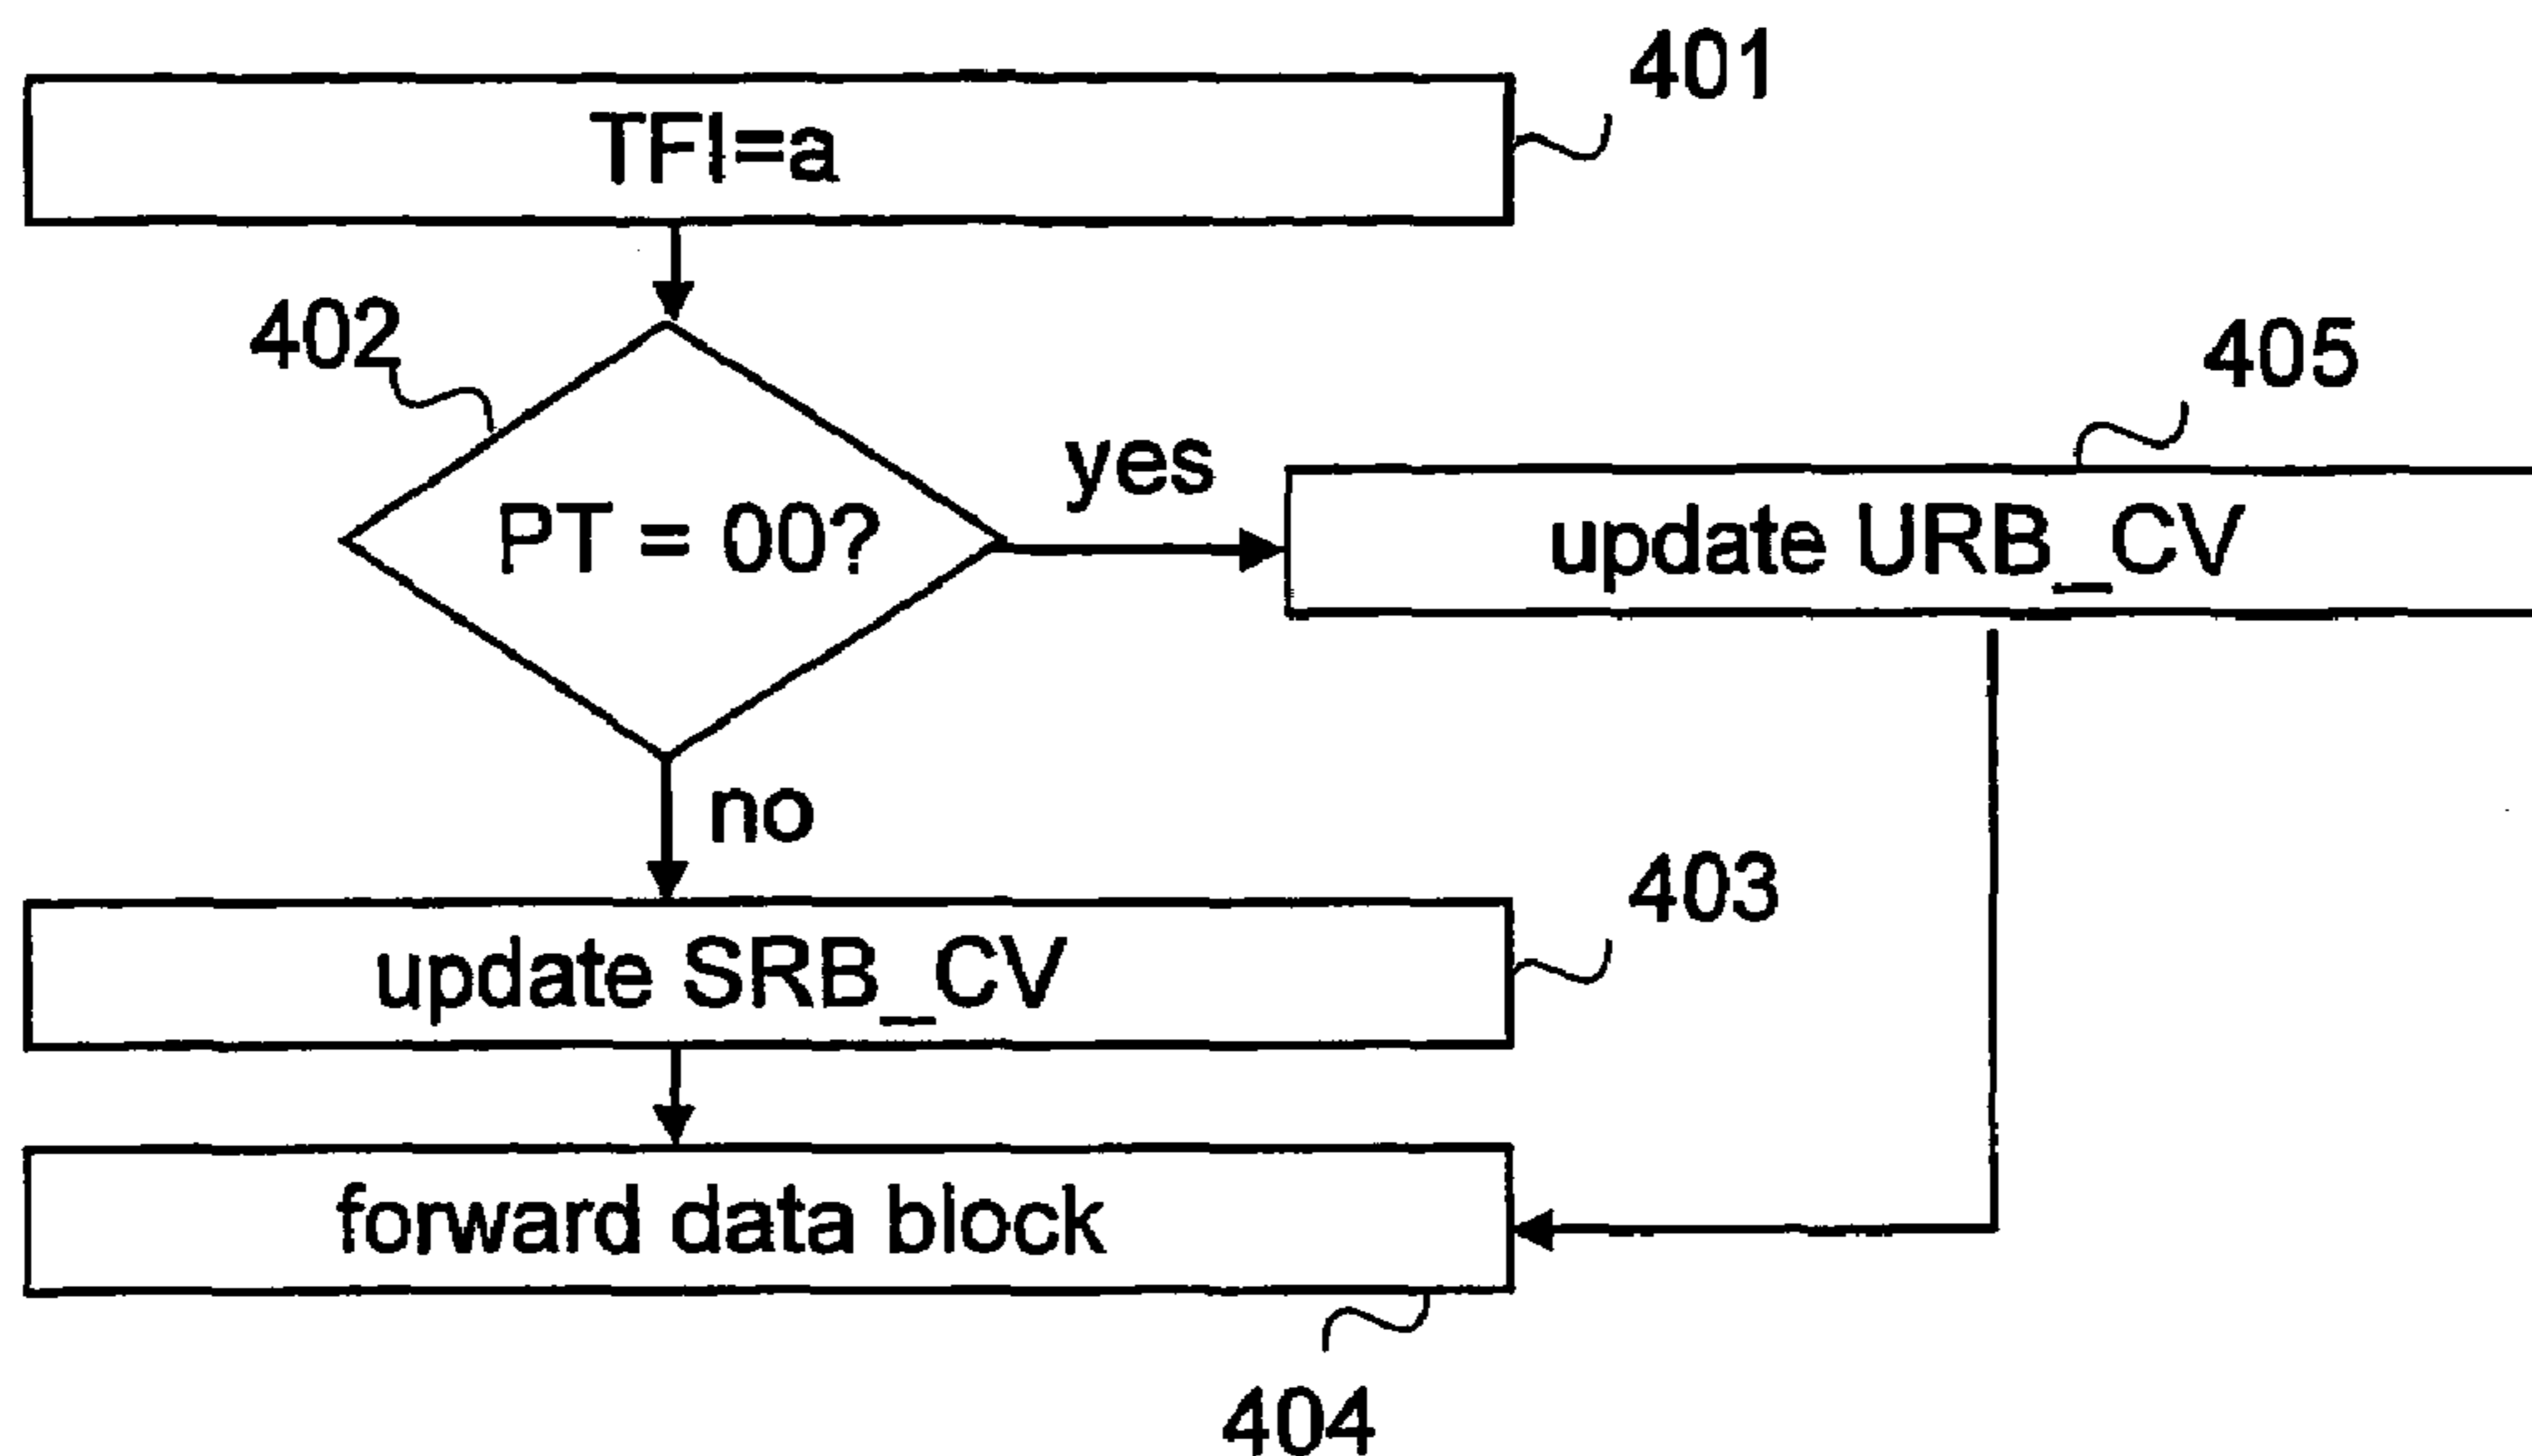 401
TFI=a
402
405
yes
PT = 00?
update URB_CV
no
403
update SRB_CV
forward data block
404